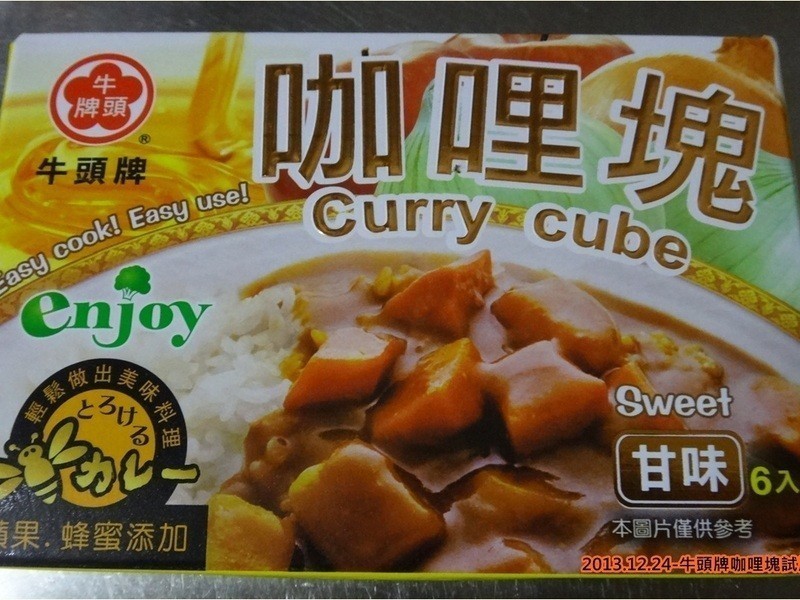 牛
牌頭
®
牛頭牌
咖哩塊
Curry cube
Easy cook! Easy use!
enjoy
輕鬆做出美味料理
とろける
カレー
蘋果．蜂蜜添加
Sweet
甘味
6入
本圖片僅供參考
2013.12.24-牛頭牌咖哩塊試